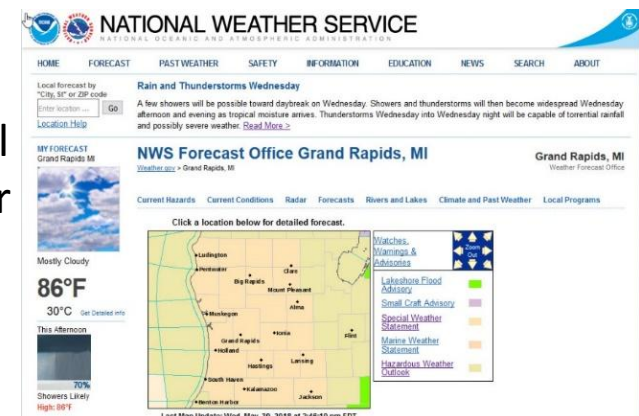 NATIONAL WEATHER SERVICE
NATIONAL OCEANIC AND ATMOSPHERIC ADMINISTRATION
HOME FORECAST PAST WEATHER SAFETY INFORMATION EDUCATION NEWS SEARCH ABOUT
Local forecast by
"City, St" or ZIP code
Enter location ... Go
Location Help
Rain and Thunderstorms Wednesday
A few showers will be possible toward daybreak on Wednesday. Showers and thunderstorms will then become widespread Wednesday
afternoon and evening as tropical moisture arrives. Thunderstorms Wednesday into Wednesday night will be capable of torrential rainfall
and possibly severe weather. Read More >
l
r
MY FORECAST
Grand Rapids MI
Mostly Cloudy
86°F
30°C Get Detailed Info
This Afternoon
70%
Showers Likely
High: 86°F
NWS Forecast Office Grand Rapids, MI
Weather.gov > Grand Rapids, MI
Grand Rapids, MI
Weather Forecast Office
Current Hazards Current Conditions Radar Forecasts Rivers and Lakes Climate and Past Weather Local Programs
Click a location below for detailed forecast.
Ludington
Pentwater
Clare
Big Rapids
Mount Pleasant
Alma
Muskegon
Ionia
Grand Rapids
Flint
Holland
Lansing
Hastings
South Haven
Kalamazoo
Jackson
Benton Harbor
Watches,
Warnings &
Advisories
Zoom
Out
Lakeshore Flood
Advisory
Small Craft Advisory
Special Weather
Statement
Marine Weather
Statement
Hazardous Weather
Outlook